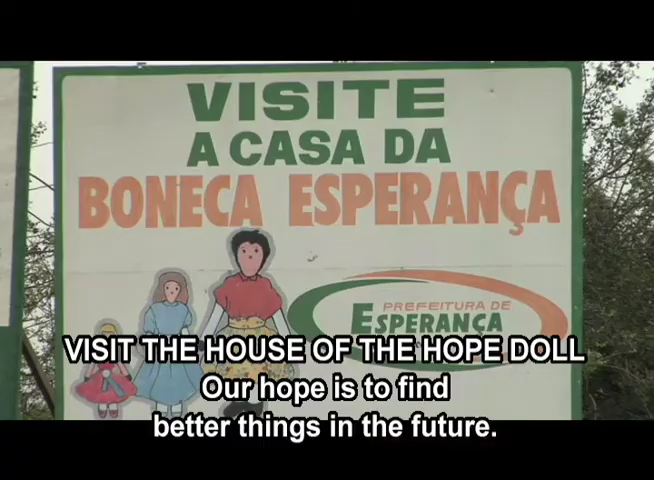 VISITE
A CASA DA
BONECA ESPERANÇA
PREFEITURA DE
ESPERANÇA
VISIT THE HOUSE OF THE HOPE DOLL
Our hope is to find
better things in the future.